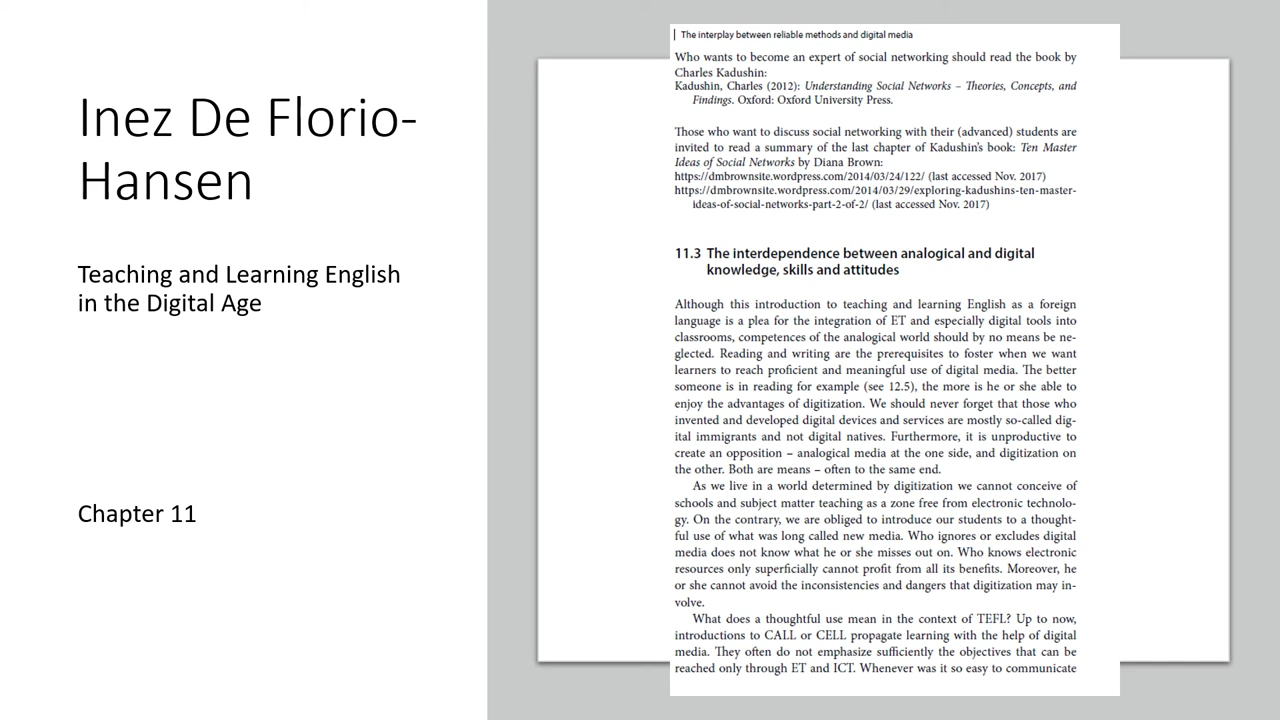 Inez De Florio-
Hansen
Teaching and Learning English
in the Digital Age
Chapter 11
The interplay between reliable methods and digital media
Who wants to become an expert of social networking should read the book by
Charles Kadushin:
Kadushin, Charles (2012): Understanding Social Networks – Theories, Concepts, and
Findings. Oxford: Oxford University Press.
Those who want to discuss social networking with their (advanced) students are
invited to read a summary of the last chapter of Kadushin's book: Ten Master
Ideas of Social Networks by Diana Brown:
https://dmbrownsite.wordpress.com/2014/03/24/122/ (last accessed Nov. 2017)
https://dmbrownsite.wordpress.com/2014/03/29/exploring-kadushins-ten-master-
ideas-of-social-networks-part-2-of-2/ (last accessed Nov. 2017)
11.3 The interdependence between analogical and digital
knowledge, skills and attitudes
Although this introduction to teaching and learning English as a foreign
language is a plea for the integration of ET and especially digital tools into
classrooms, competences of the analogical world should by no means be ne-
glected. Reading and writing are the prerequisites to foster when we want
learners to reach proficient and meaningful use of digital media. The better
someone is in reading for example (see 12.5), the more is he or she able to
enjoy the advantages of digitization. We should never forget that those who
invented and developed digital devices and services are mostly so-called dig-
ital immigrants and not digital natives. Furthermore, it is unproductive to
create an opposition – analogical media at the one side, and digitization on
the other. Both are means – often to the same end.
As we live in a world determined by digitization we cannot conceive of
schools and subject matter teaching as a zone free from electronic technolo-
gy. On the contrary, we are obliged to introduce our students to a thought-
ful use of what was long called new media. Who ignores or excludes digital
media does not know what he or she misses out on. Who knows electronic
resources only superficially cannot profit from all its benefits. Moreover, he
or she cannot avoid the inconsistencies and dangers that digitization may in-
volve.
What does a thoughtful use mean in the context of TEFL? Up to now,
introductions to CALL or CELL propagate learning with the help of digital
media. They often do not emphasize sufficiently the objectives that can be
reached only through ET and ICT. Whenever was it so easy to communicate